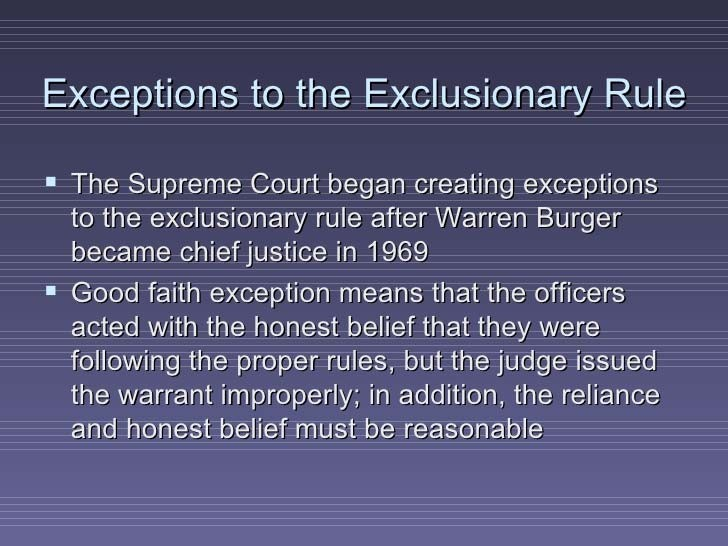 Exceptions to the Exclusionary Rule
The Supreme Court began creating exceptions
to the exclusionary rule after Warren Burger
became chief justice in 1969
Good faith exception means that the officers
acted with the honest belief that they were
following the proper rules, but the judge issued
the warrant improperly; in addition, the reliance
and honest belief must be reasonable